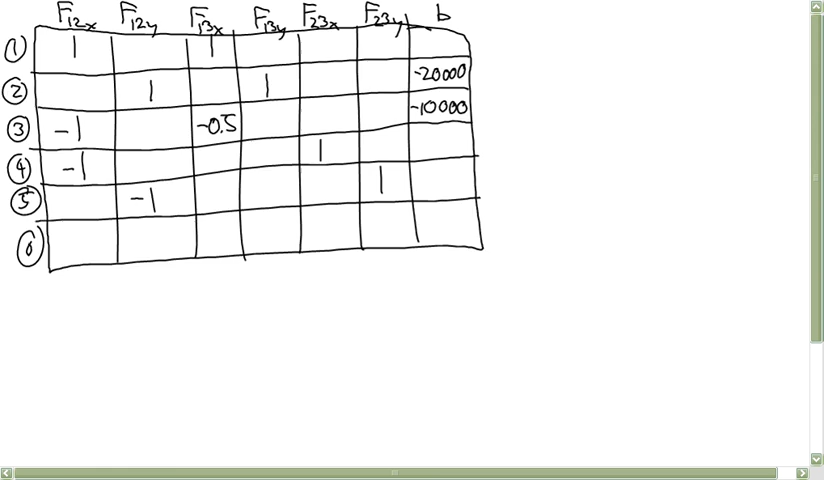 F12x F12y F13x F13y F23x F23y b
① 1 1
② 1 1 -20000
③ -1 -0.5 -10000
④ -1 1
⑤ -1 1
⑥